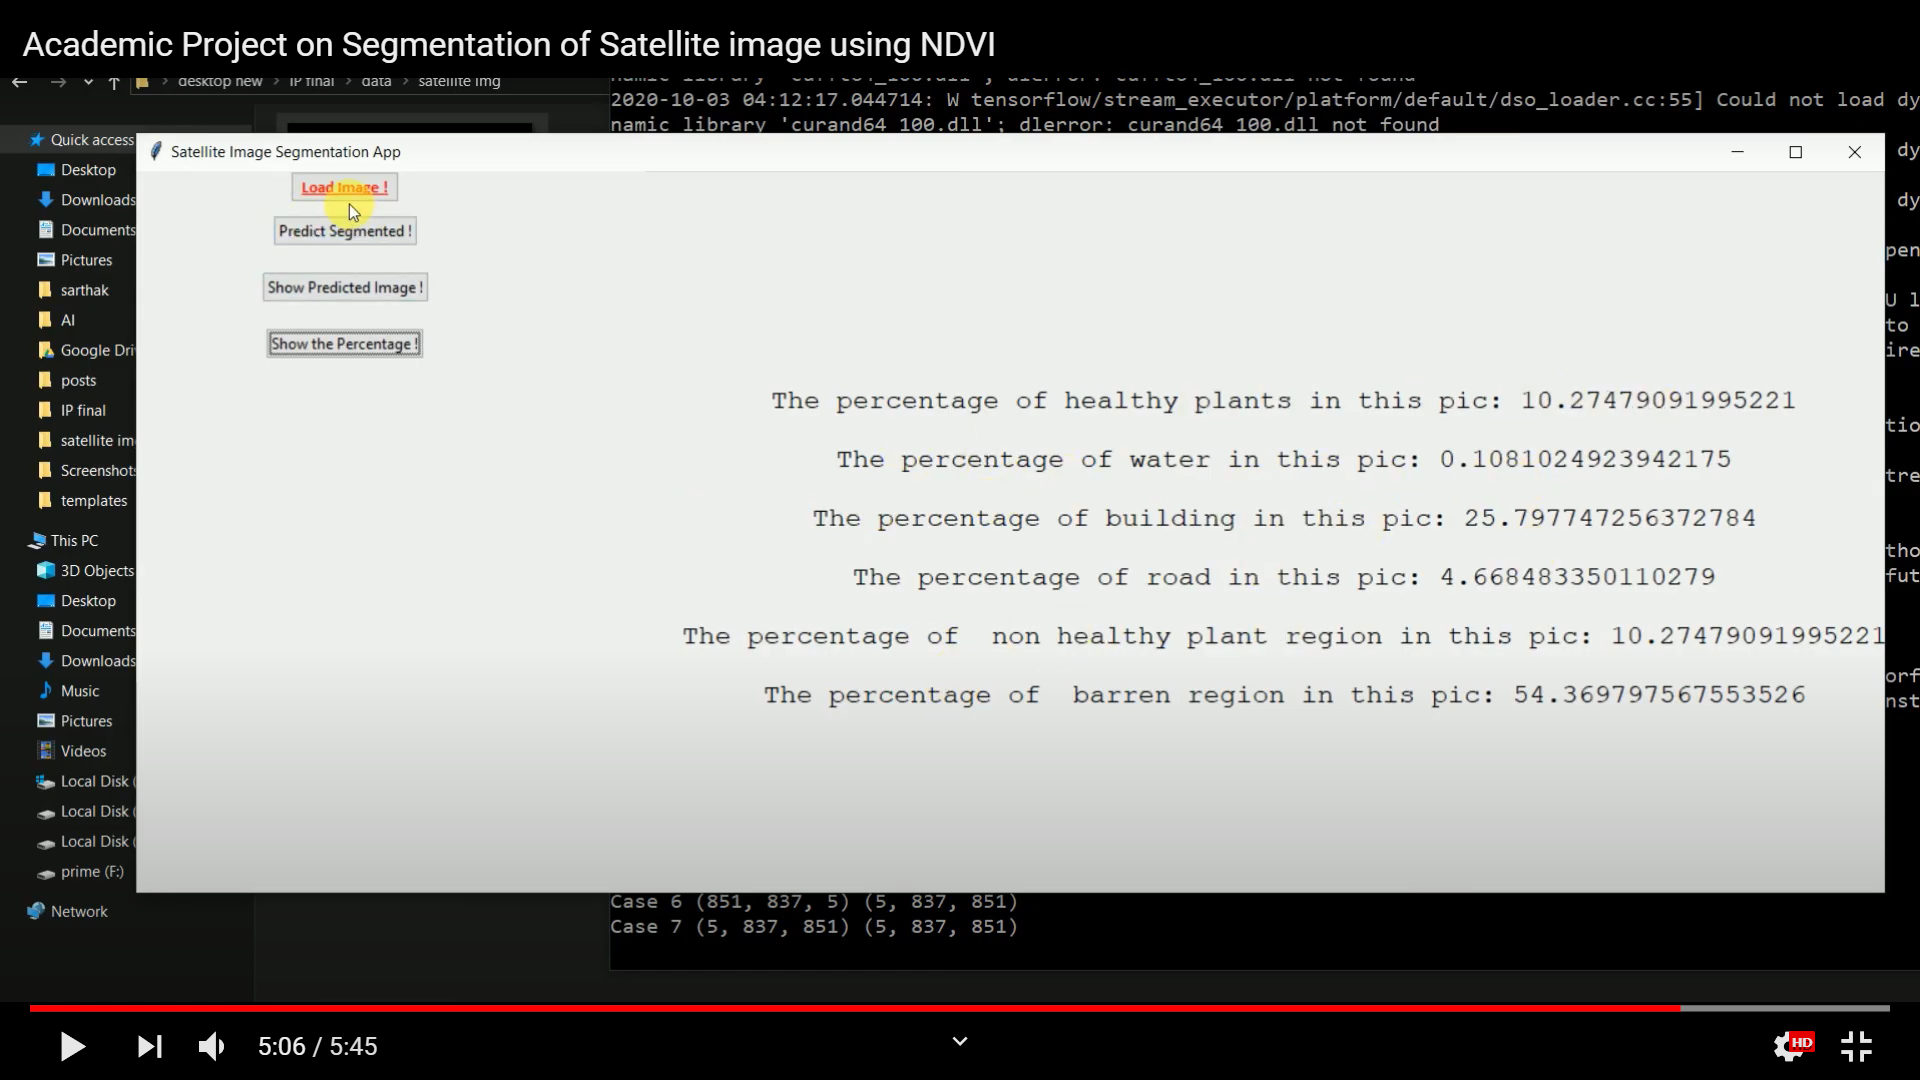 Academic Project on Segmentation of Satellite image using NDVI
desktop new > IP final > data > satellite img
2020-10-03 04:12:17.044714: W tensorflow/stream_executor/platform/default/dso_loader.cc:55] Could not load dy
namic library 'curand64_100.dll'; dlerror: curand64_100.dll not found
Satellite Image Segmentation App
Load Image !
Predict Segmented !
Show Predicted Image !
Show the Percentage !
The percentage of healthy plants in this pic: 10.27479091995221
The percentage of water in this pic: 0.1081024923942175
The percentage of building in this pic: 25.797747256372784
The percentage of road in this pic: 4.668483350110279
The percentage of  non healthy plant region in this pic: 10.27479091995221
The percentage of  barren region in this pic: 54.369797567553526
Quick access
Desktop
Downloads
Documents
Pictures
sarthak
AI
Google Dri
posts
IP final
satellite im
Screenshots
templates
This PC
3D Objects
Desktop
Documents
Downloads
Music
Pictures
Videos
Local Disk (
Local Disk (
Local Disk (
prime (F:)
Network
dy
dy
pen
U l
to
ire
tio
tre
tho
fut
orf
nst
Case 6 (851, 837, 5) (5, 837, 851)
Case 7 (5, 837, 851) (5, 837, 851)
5:06 / 5:45
HD